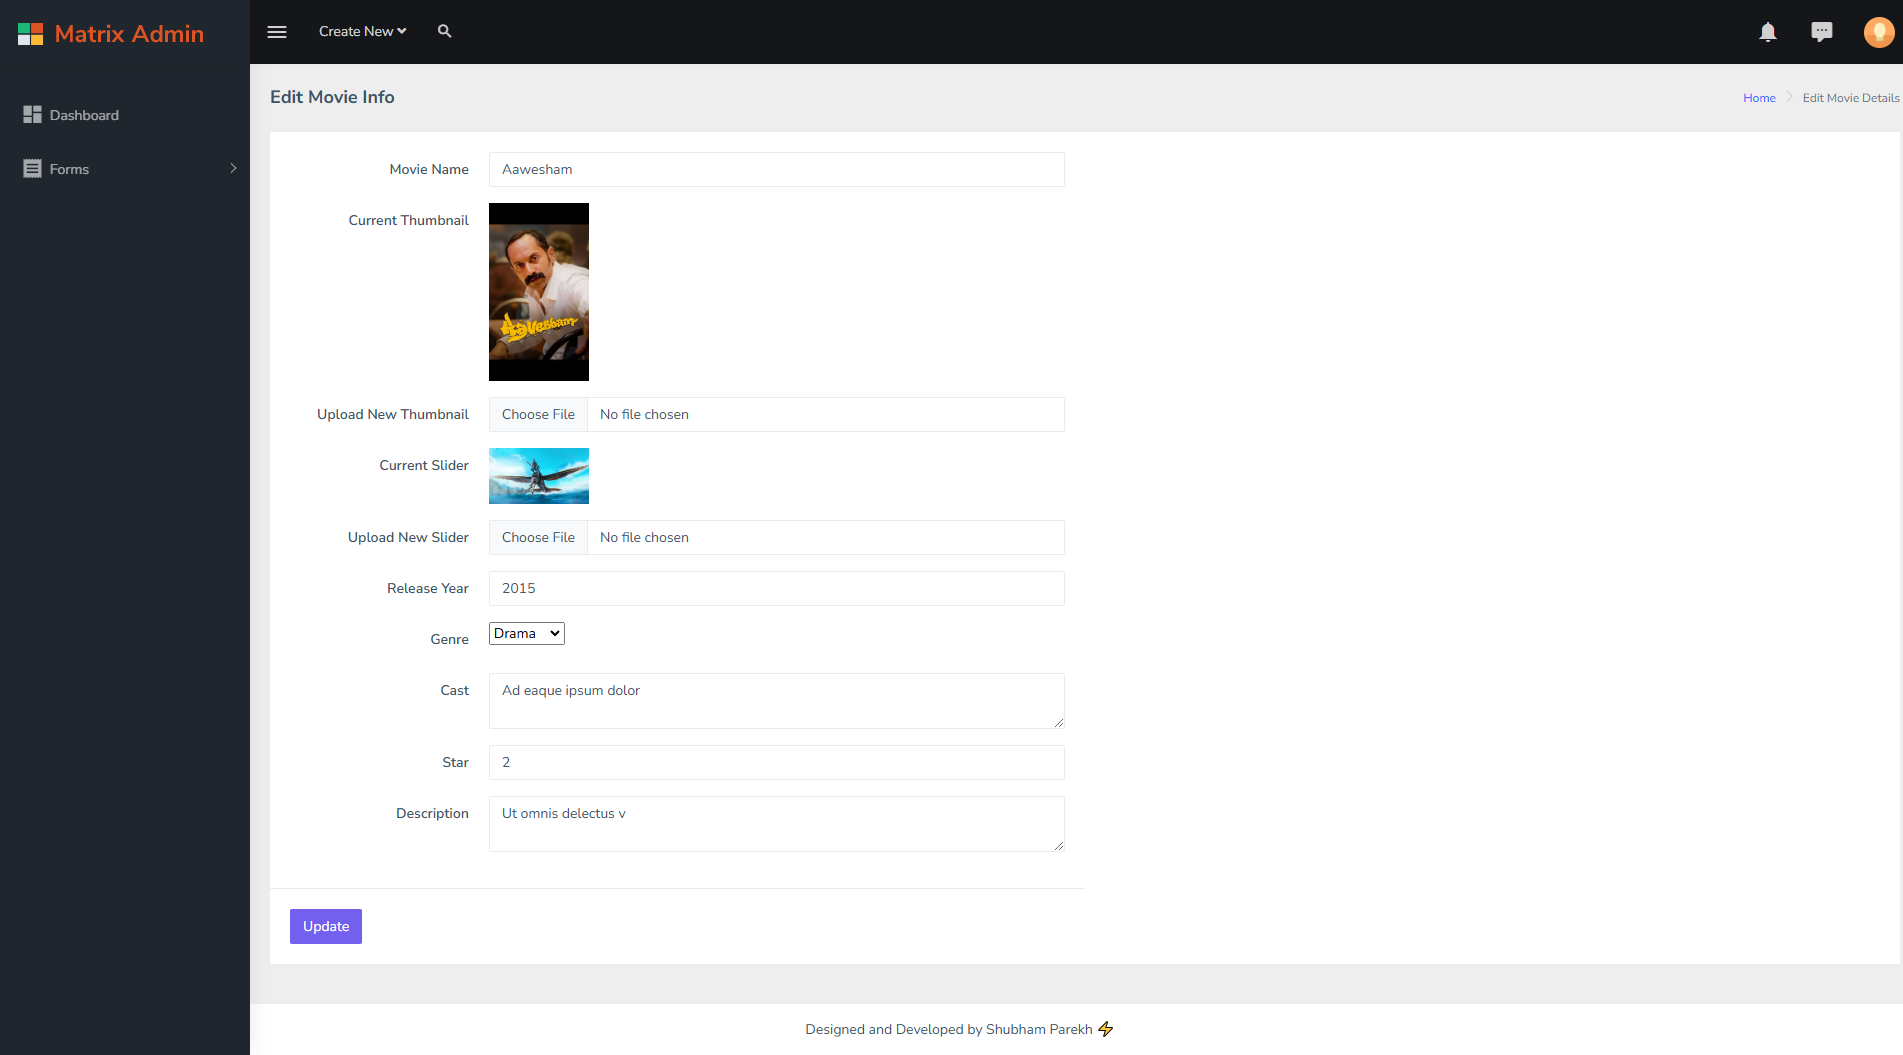 Matrix Admin
Create New
Dashboard
Forms
Edit Movie Info
Home
Edit Movie Details
Movie Name
Aawesham
Current Thumbnail
Aavesham
Upload New Thumbnail
Choose File
No file chosen
Current Slider
Upload New Slider
Choose File
No file chosen
Release Year
2015
Genre
Drama
Cast
Ad eaque ipsum dolor
Star
2
Description
Ut omnis delectus v
Update
Designed and Developed by Shubham Parekh ⚡